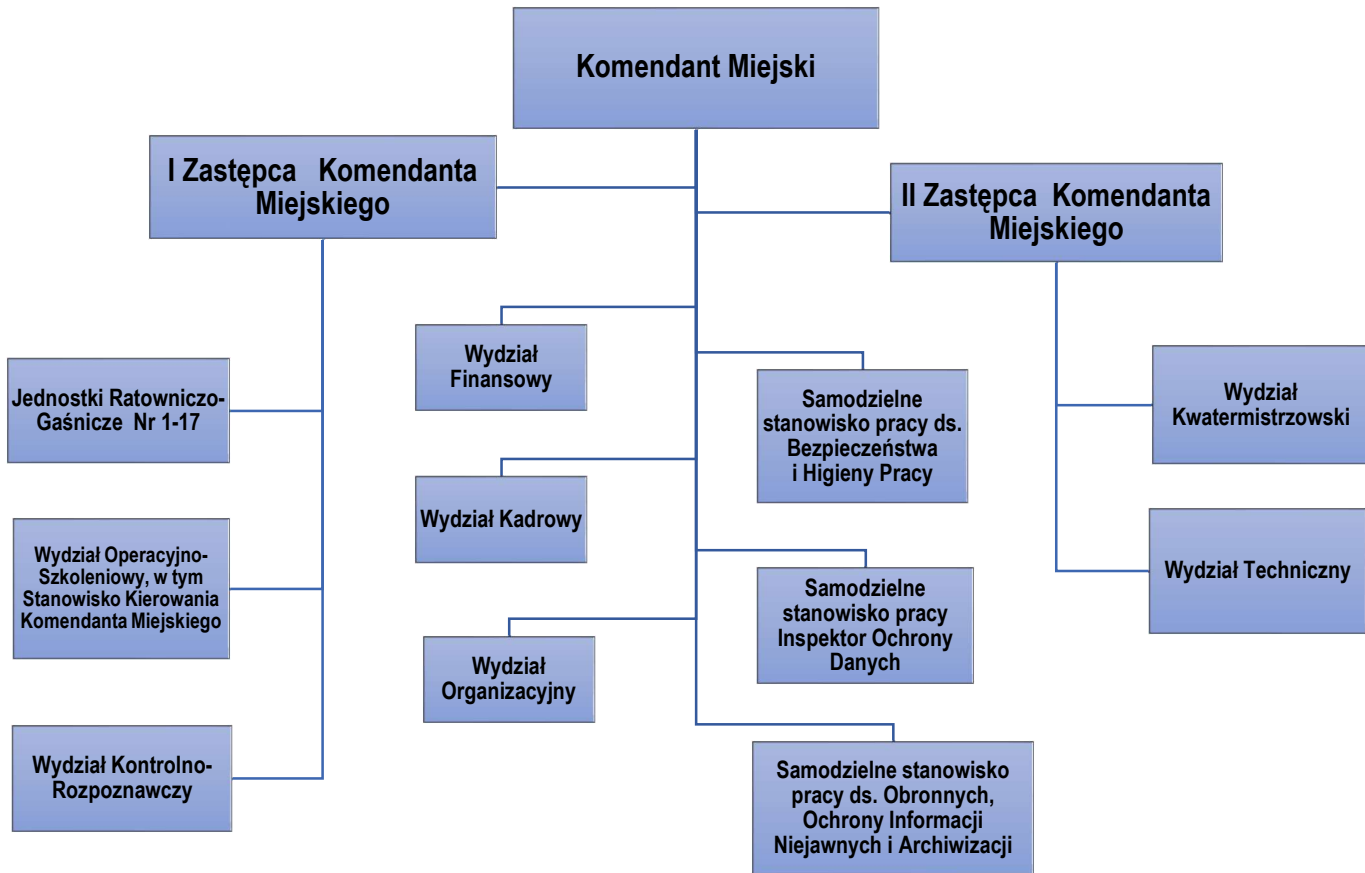 Komendant Miejski
I Zastępca Komendanta
Miejskiego
II Zastępca Komendanta
Miejskiego
Jednostki Ratowniczo-
Gaśnicze Nr 1-17
Wydział Operacyjno-
Szkoleniowy, w tym
Stanowisko Kierowania
Komendanta Miejskiego
Wydział Kontrolno-
Rozpoznawczy
Wydział
Finansowy
Wydział Kadrowy
Wydział
Organizacyjny
Samodzielne
stanowisko pracy ds.
Bezpieczeństwa
i Higieny Pracy
Samodzielne
stanowisko pracy
Inspektor Ochrony
Danych
Samodzielne stanowisko
pracy ds. Obronnych,
Ochrony Informacji
Niejawnych i Archiwizacji
Wydział
Kwatermistrzowski
Wydział Techniczny